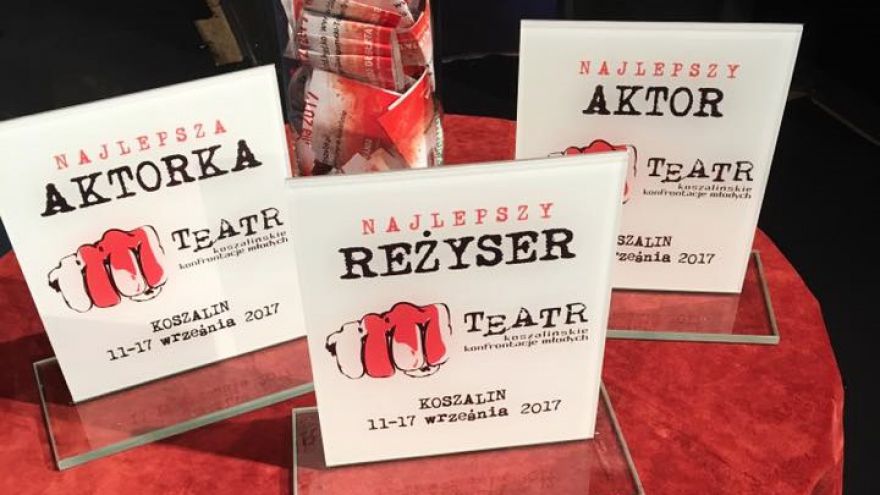 NAJLEPSZA
AKTORKA
TEATR
koszalińskie
konfrontacje młodych
KOSZALIN
11-17 września 2017
NAJLEPSZY
REŻYSER
TEATR
koszalińskie
konfrontacje młodych
KOSZALIN
11-17 września 2017
NAJLEPSZY
AKTOR
TEATR
koszalińskie
konfrontacje młodych
KOSZALIN
września 2017